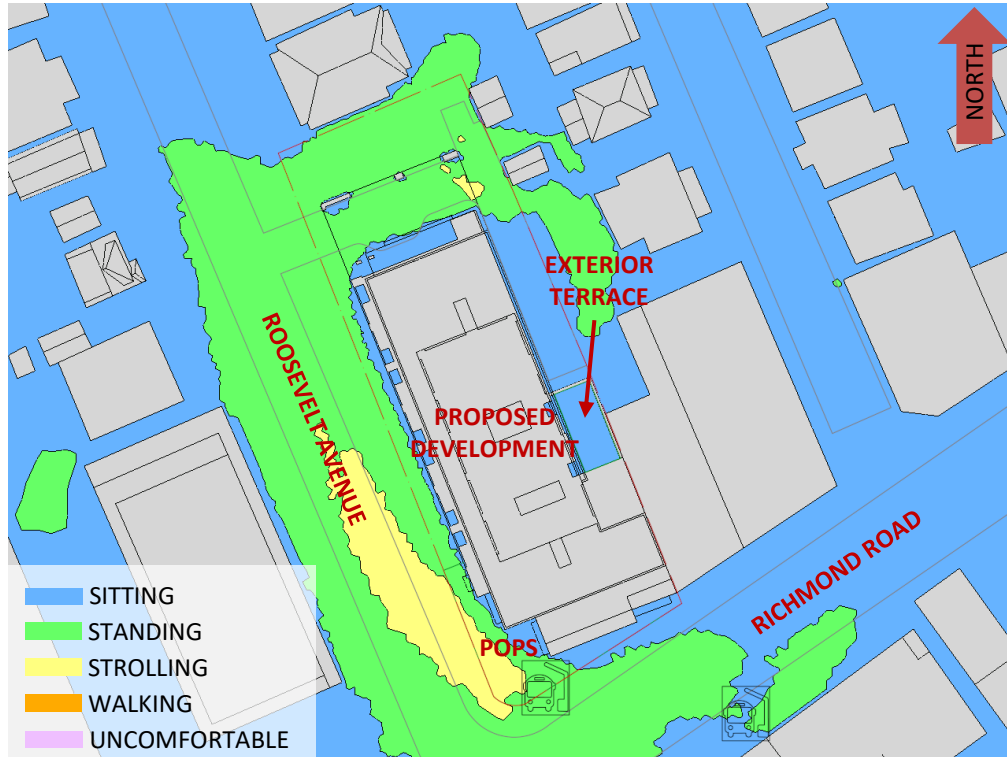 NORTH
EXTERIOR
TERRACE
ROOSEVELT AVENUE
PROPOSED
DEVELOPMENT
RICHMOND ROAD
POPS
SITTING
STANDING
STROLLING
WALKING
UNCOMFORTABLE